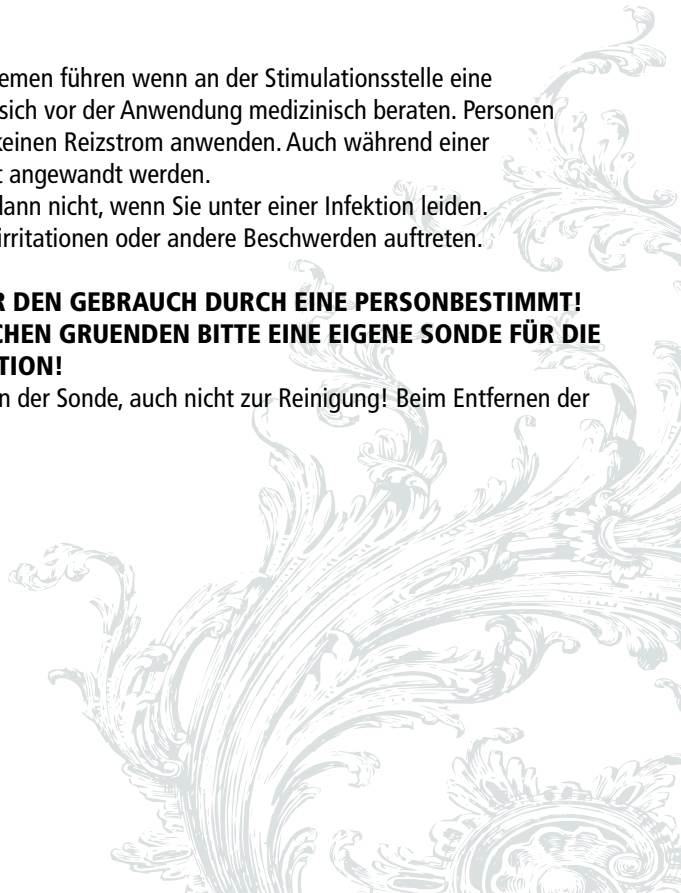 emen führen wenn an der Stimulationsstelle eine
sich vor der Anwendung medizinisch beraten. Personen
keinen Reizstrom anwenden. Auch während einer
t angewandt werden.
dann nicht, wenn Sie unter einer Infektion leiden.
irritationen oder andere Beschwerden auftreten.
R DEN GEBRAUCH DURCH EINE PERSONBESTIMMT!
CHEN GRUENDEN BITTE EINE EIGENE SONDE FÜR DIE
TION!
n der Sonde, auch nicht zur Reinigung! Beim Entfernen der